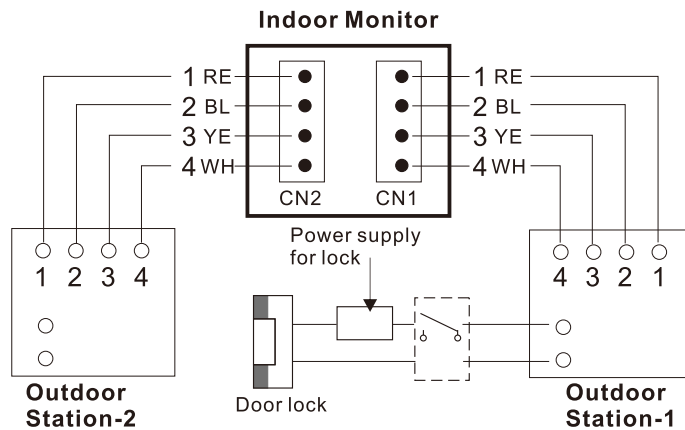 Indoor Monitor
1 RE
2 BL
3 YE
4 WH
1 RE
2 BL
3 YE
4 WH
CN2
CN1
1 2 3 4
4 3 2 1
Power supply
for lock
Door lock
Outdoor
Station-2
Outdoor
Station-1